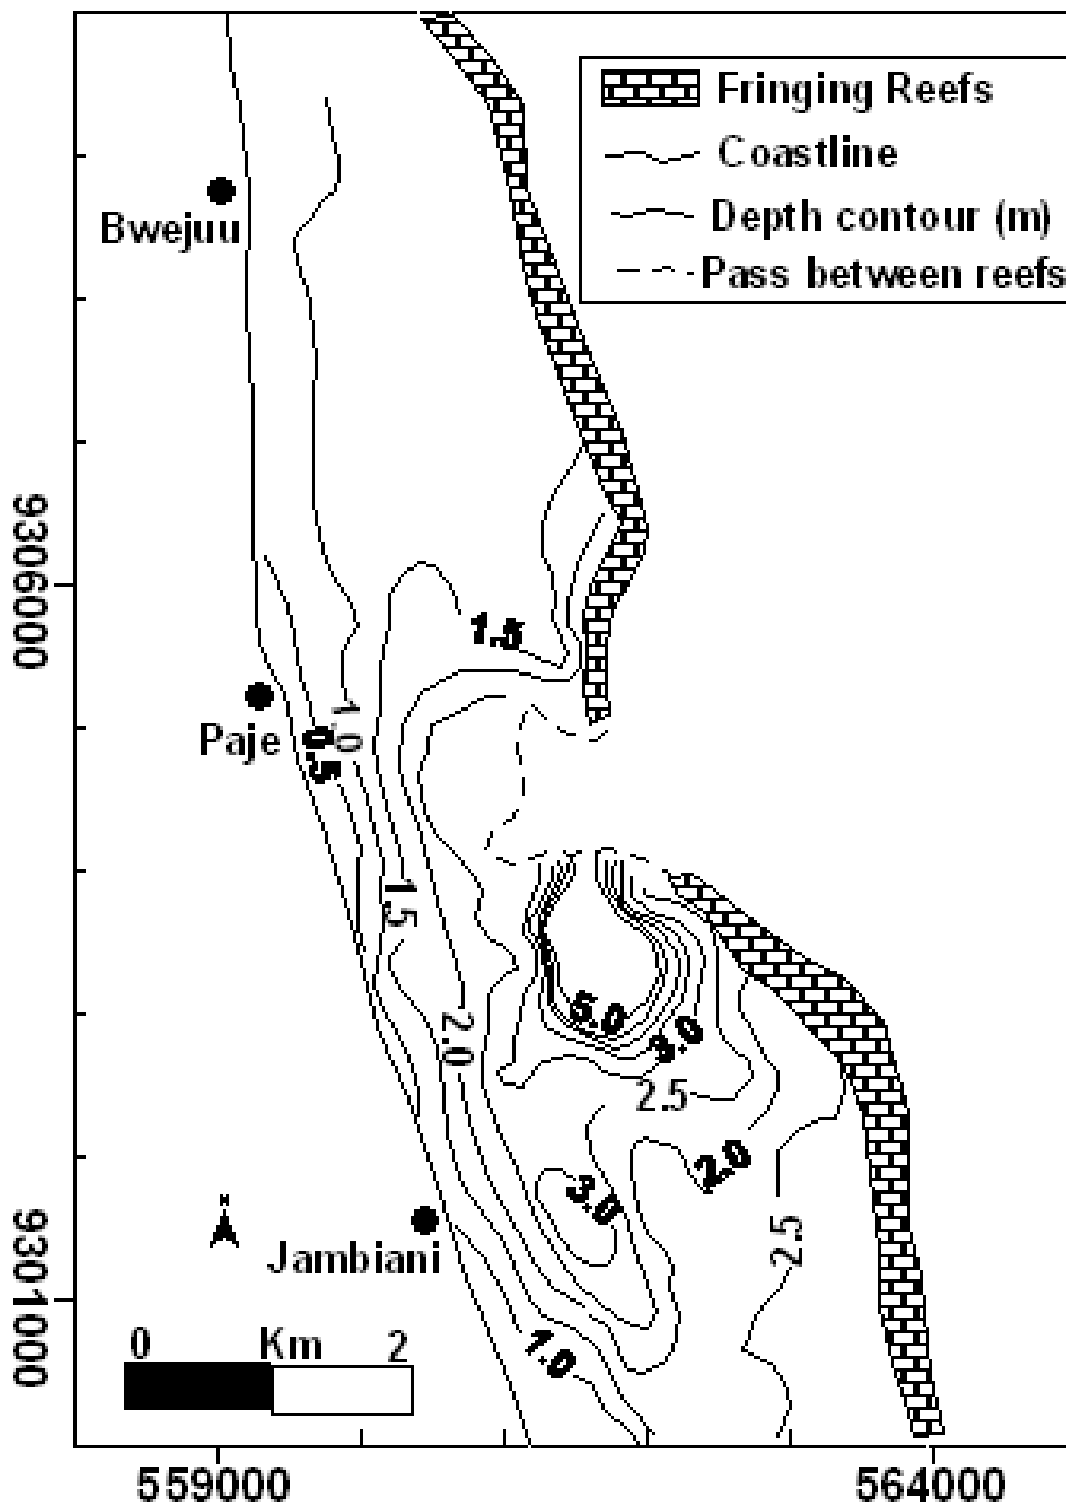 Fringing Reefs
Coastline
Depth contour (m)
Pass between reefs
Bwejuu
9306000
1.5
Paje
1.0
0.5
1.5
5.0
3.0
2.0
2.5
2.0
3.0
N
2.5
Jambiani
9301000
0 Km 2
1.0
559000 564000